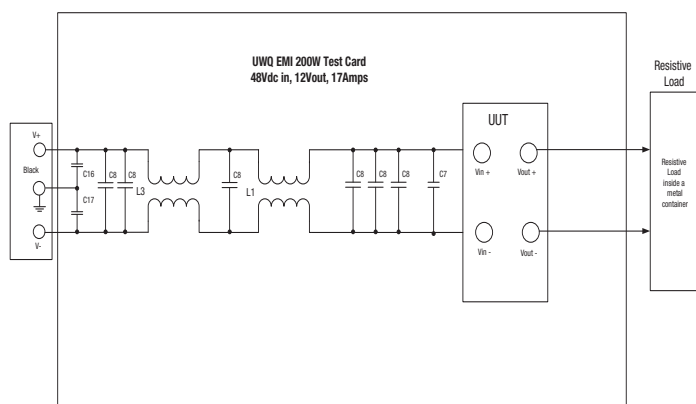 UWQ EMI 200W Test Card
48Vdc in, 12Vout, 17Amps
Resistive
Load
UUT
V+
C16
Black
C8
C8
L3
C8
L1
C8
C8
C8
C7
Vin +
Vout +
Resistive
Load
inside a
metal
container
C17
V-
Vin -
Vout -